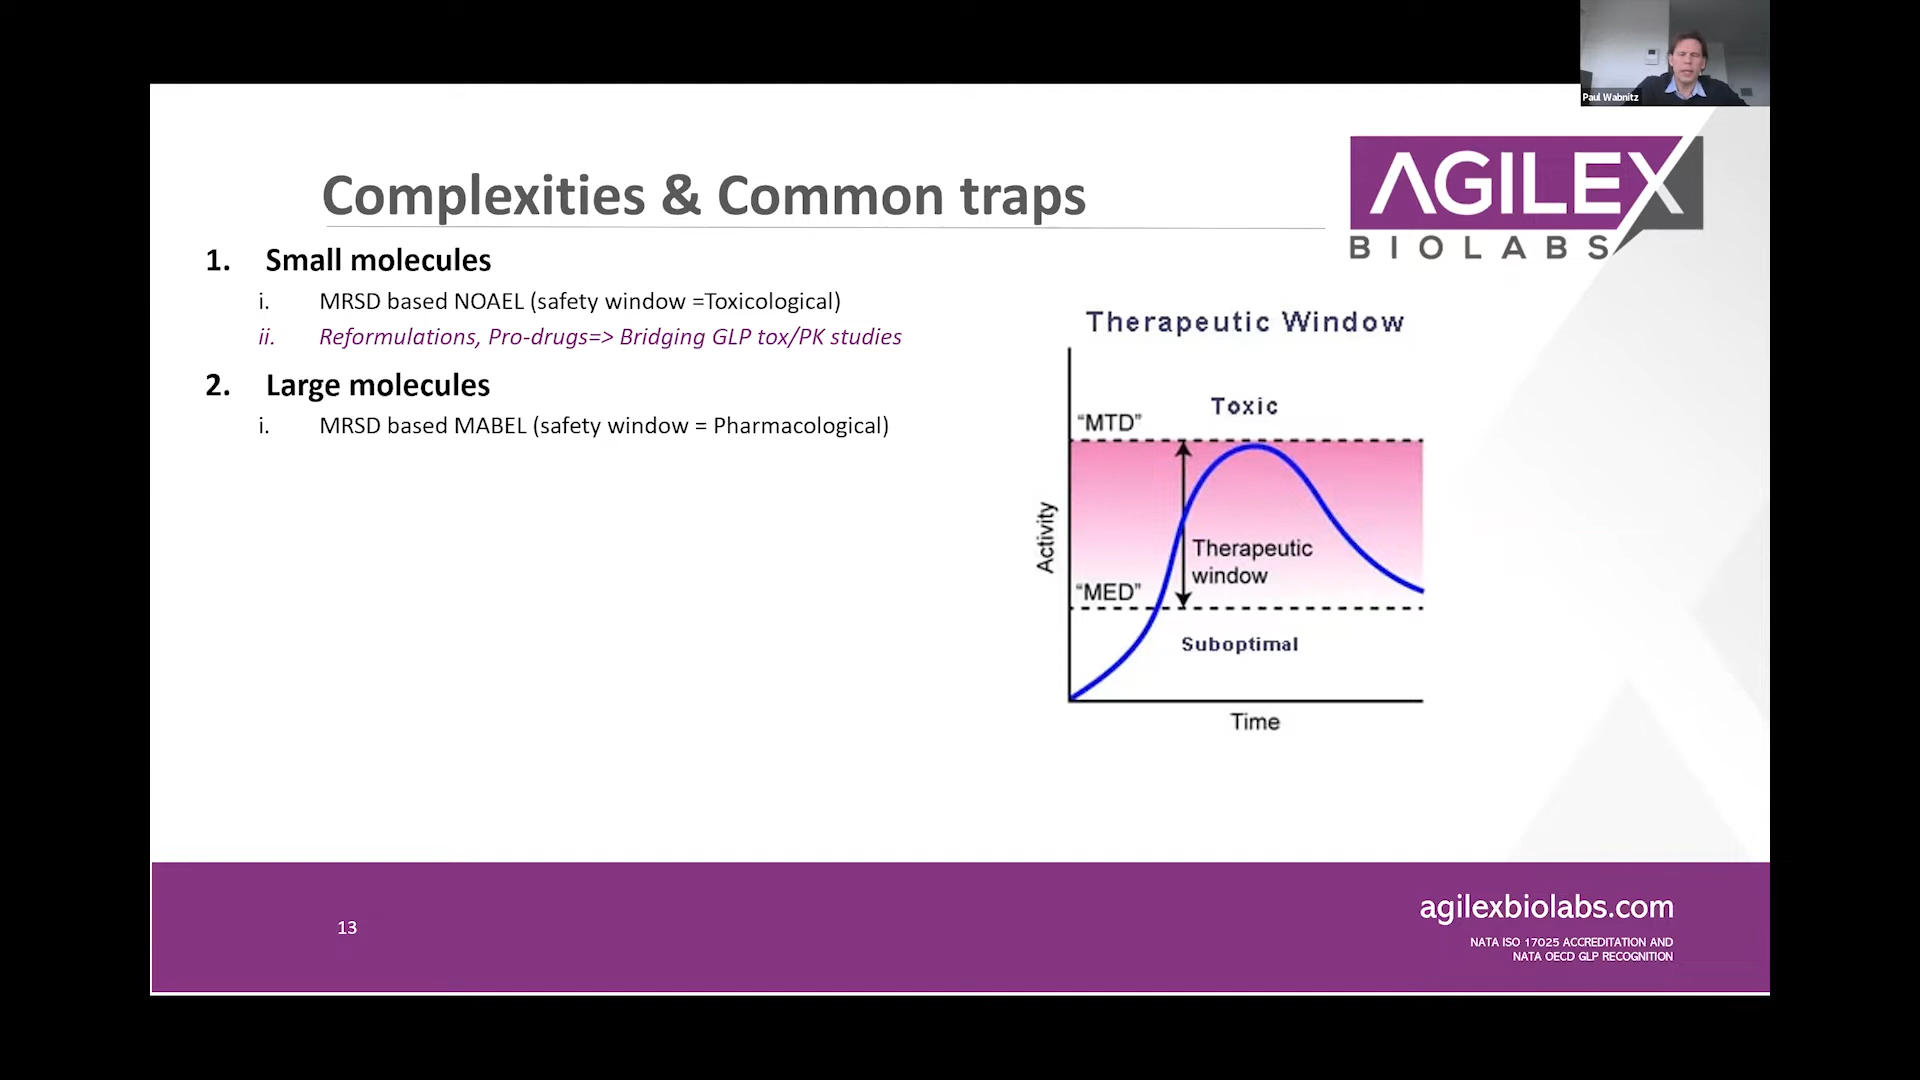 Paul Wabnitz
AGILEX
BIOLABS
Complexities & Common traps
1. Small molecules
i. MRSD based NOAEL (safety window =Toxicological)
ii. Reformulations, Pro-drugs=> Bridging GLP tox/PK studies
2. Large molecules
i. MRSD based MABEL (safety window = Pharmacological)
Therapeutic Window
Toxic
“MTD”
Activity
Therapeutic
window
“MED”
Suboptimal
Time
13
agilexbiolabs.com
NATA ISO 17025 ACCREDITATION AND
NATA OECD GLP RECOGNITION